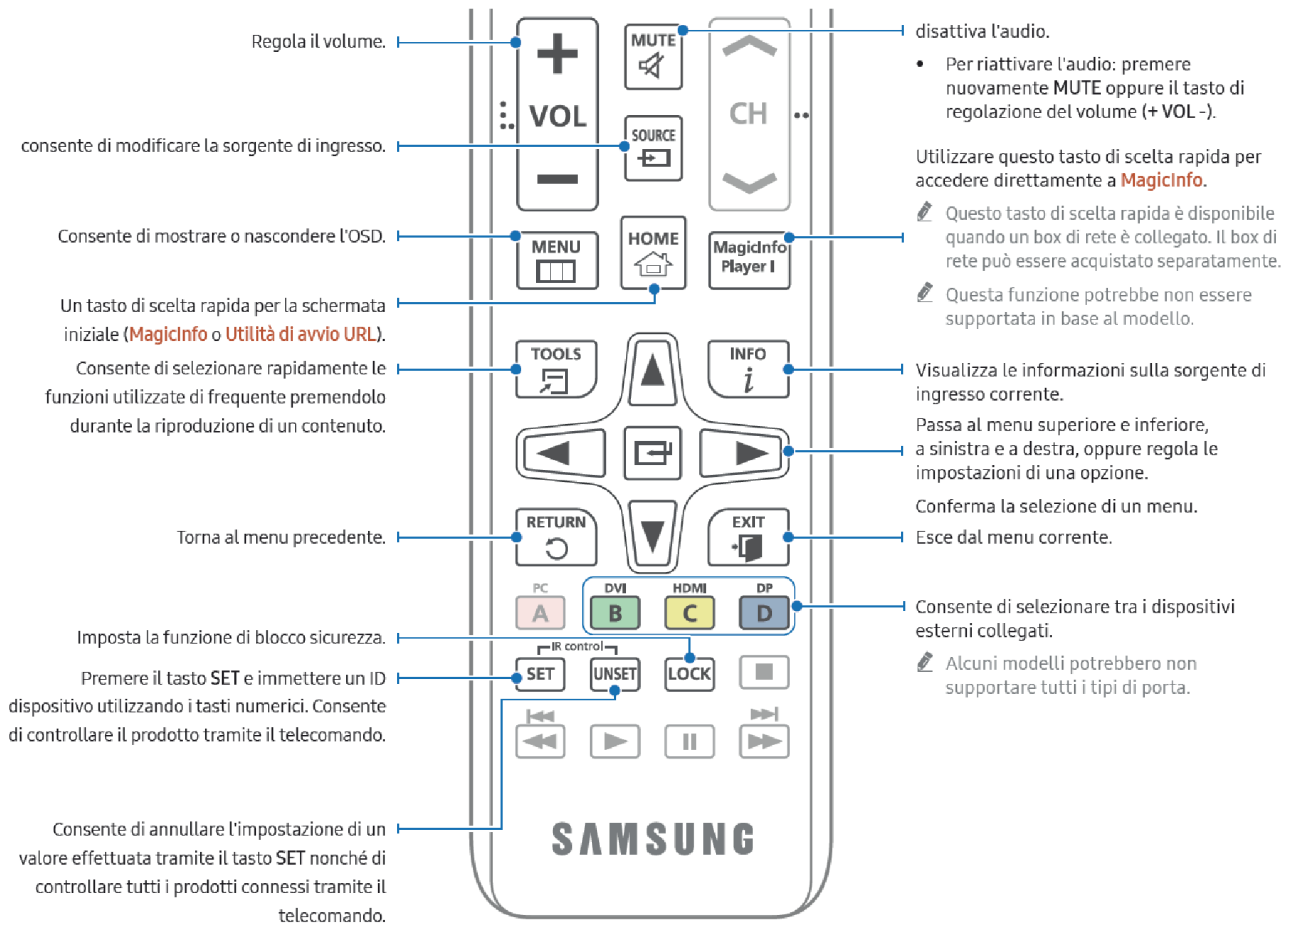 Regola il volume.
consente di modificare la sorgente di ingresso.
Consente di mostrare o nascondere l'OSD.
Un tasto di scelta rapida per la schermata
iniziale (MagicInfo o Utilità di avvio URL).
Consente di selezionare rapidamente le
funzioni utilizzate di frequente premendolo
durante la riproduzione di un contenuto.
Torna al menu precedente.
Imposta la funzione di blocco sicurezza.
Premere il tasto SET e immettere un ID
dispositivo utilizzando i tasti numerici. Consente
di controllare il prodotto tramite il telecomando.
Consente di annullare l'impostazione di un
valore effettuata tramite il tasto SET nonché di
controllare tutti i prodotti connessi tramite il
telecomando.
VOL
MUTE
CH
SOURCE
MENU
HOME
MagicInfo
Player I
TOOLS
INFO
i
RETURN
EXIT
PC
DVI
HDMI
DP
A
B
C
D
IR control
SET
UNSET
LOCK
SAMSUNG
disattiva l'audio.
• Per riattivare l'audio: premere
nuovamente MUTE oppure il tasto di
regolazione del volume (+ VOL -).
Utilizzare questo tasto di scelta rapida per
accedere direttamente a MagicInfo.
Questo tasto di scelta rapida è disponibile
quando un box di rete è collegato. Il box di
rete può essere acquistato separatamente.
Questa funzione potrebbe non essere
supportata in base al modello.
Visualizza le informazioni sulla sorgente di
ingresso corrente.
Passa al menu superiore e inferiore,
a sinistra e a destra, oppure regola le
impostazioni di una opzione.
Conferma la selezione di un menu.
Esce dal menu corrente.
Consente di selezionare tra i dispositivi
esterni collegati.
Alcuni modelli potrebbero non
supportare tutti i tipi di porta.